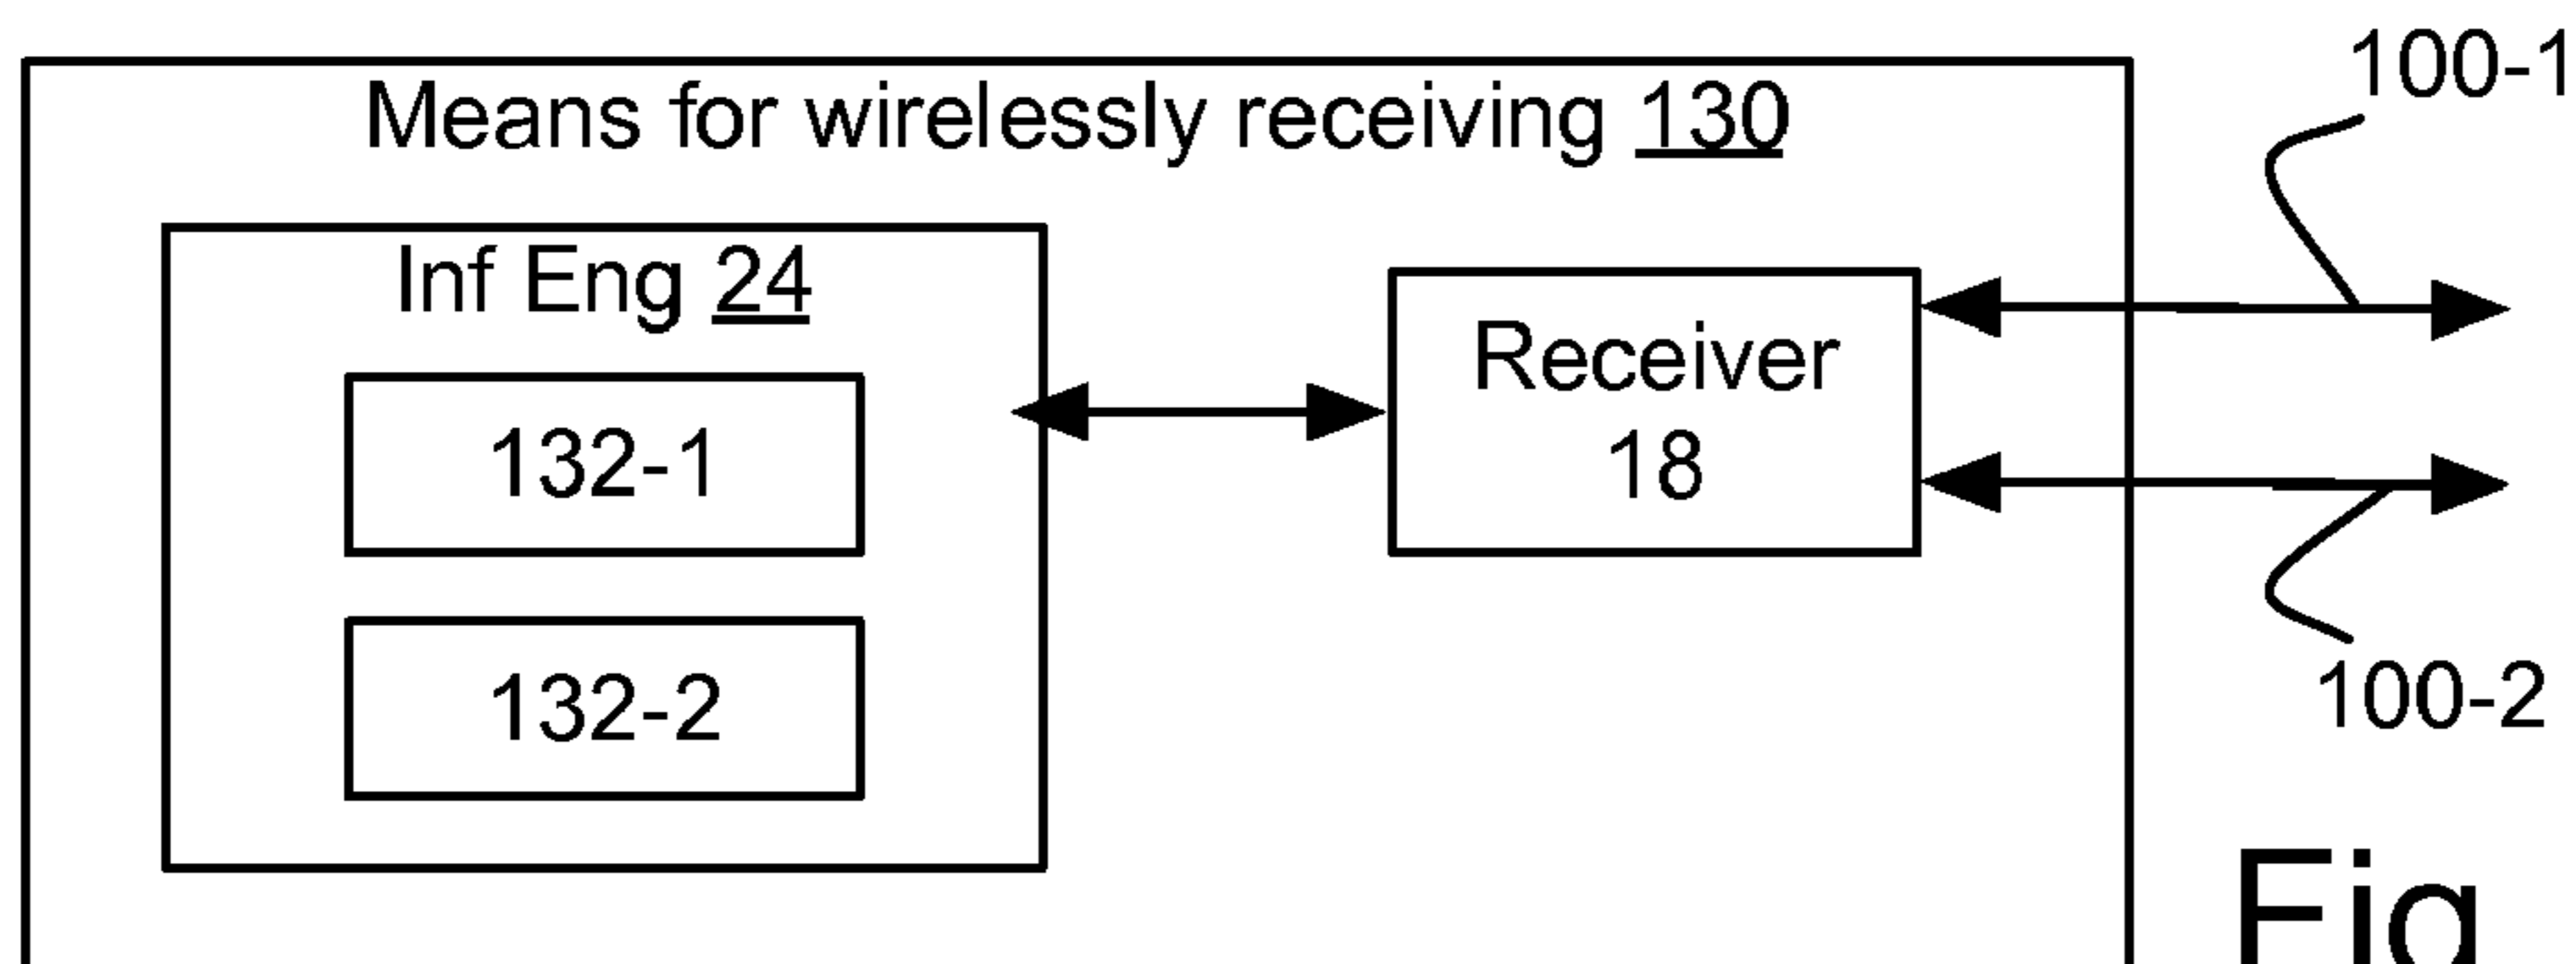 Means for wirelessly receiving 130
100-1
Inf Eng 24
Receiver
18
132-1
132-2
100-2
Fig